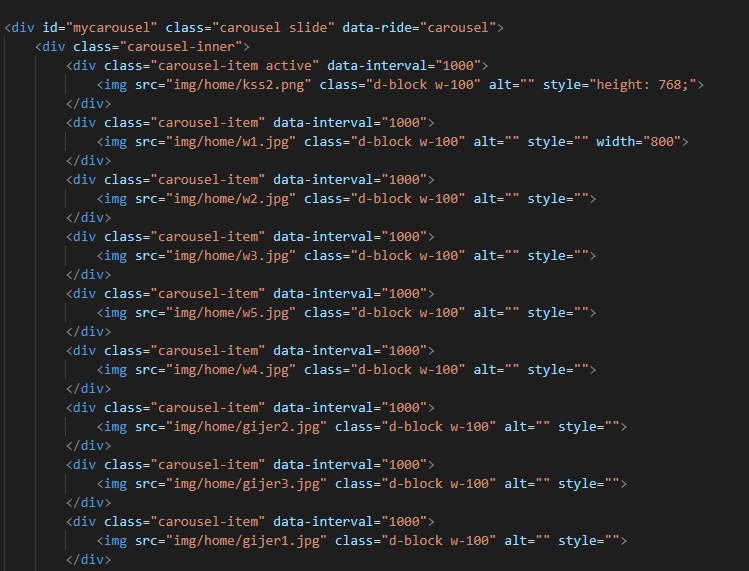 <div id="mycarousel" class="carousel slide" data-ride="carousel">
<div class="carousel-inner">
<div class="carousel-item active" data-interval="1000">
<img src="img/home/kss2.png" class="d-block w-100" alt="" style="height: 768;">
</div>
<div class="carousel-item" data-interval="1000">
<img src="img/home/w1.jpg" class="d-block w-100" alt="" style="" width="800">
</div>
<div class="carousel-item" data-interval="1000">
<img src="img/home/w2.jpg" class="d-block w-100" alt="" style="">
</div>
<div class="carousel-item" data-interval="1000">
<img src="img/home/w3.jpg" class="d-block w-100" alt="" style="">
</div>
<div class="carousel-item" data-interval="1000">
<img src="img/home/w5.jpg" class="d-block w-100" alt="" style="">
</div>
<div class="carousel-item" data-interval="1000">
<img src="img/home/w4.jpg" class="d-block w-100" alt="" style="">
</div>
<div class="carousel-item" data-interval="1000">
<img src="img/home/gijer2.jpg" class="d-block w-100" alt="" style="">
</div>
<div class="carousel-item" data-interval="1000">
<img src="img/home/gijer3.jpg" class="d-block w-100" alt="" style="">
</div>
<div class="carousel-item" data-interval="1000">
<img src="img/home/gijer1.jpg" class="d-block w-100" alt="" style="">
</div>